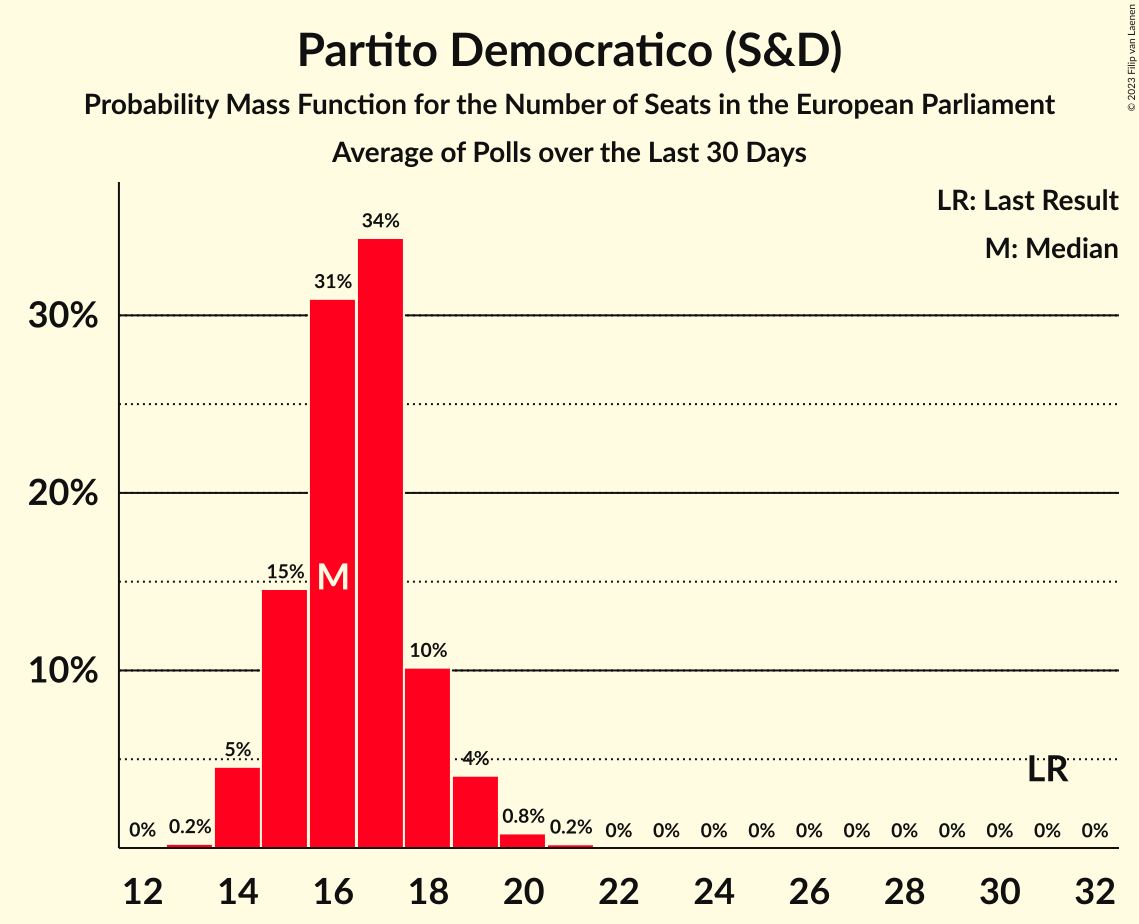 Partito Democratico (S&D)
Probability Mass Function for the Number of Seats in the European Parliament
Average of Polls over the Last 30 Days
© 2023 Filip van Laenen
LR: Last Result
M: Median
34%
31%
30%
20%
15%
M
10%
10%
5%
4%
LR
0%
0.2%
0.8%
0.2%
0%
0%
0%
0%
0%
0%
0%
0%
0%
0%
0%
12 14 16 18 20 22 24 26 28 30 32